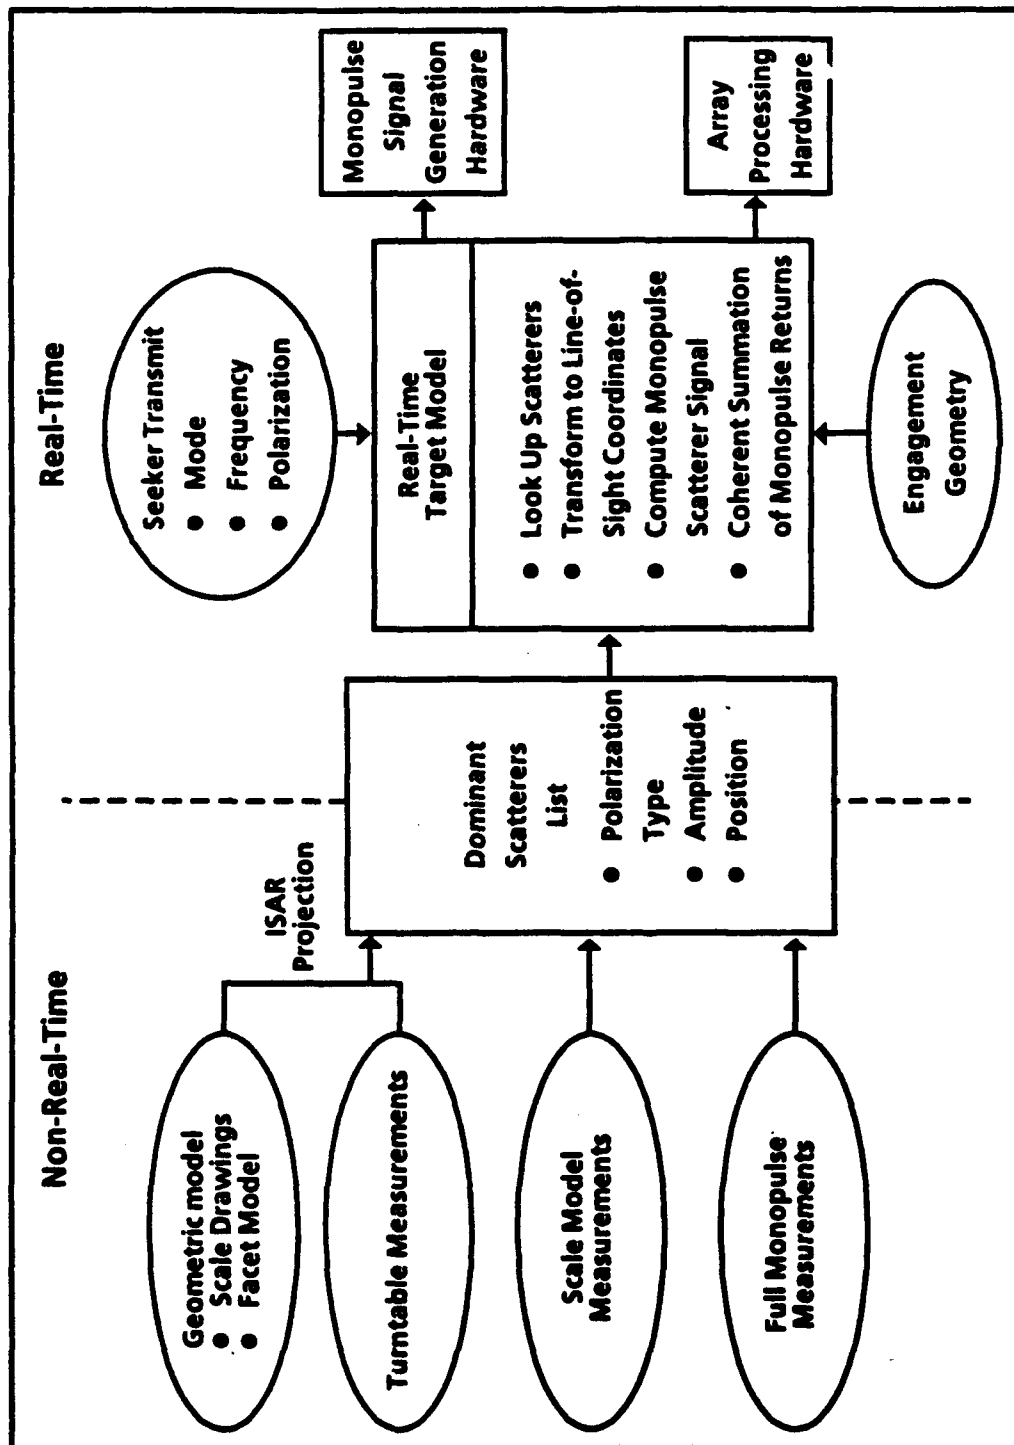 Non-Real-Time
Real-Time
Geometric model
● Scale Drawings
● Facet Model
Turntable Measurements
ISAR
Projection
Scale Model
Measurements
Full Monopulse
Measurements
Dominant
Scatterers
List
● Polarization
Type
● Amplitude
● Position
Seeker Transmit
● Mode
● Frequency
● Polarization
Real-Time
Target Model
● Look Up Scatterers
● Transform to Line-of-
Sight Coordinates
● Compute Monopulse
Scatterer Signal
● Coherent Summation
of Monopulse Returns
Engagement
Geometry
Monopulse
Signal
Generation
Hardware
Array
Processing
Hardware